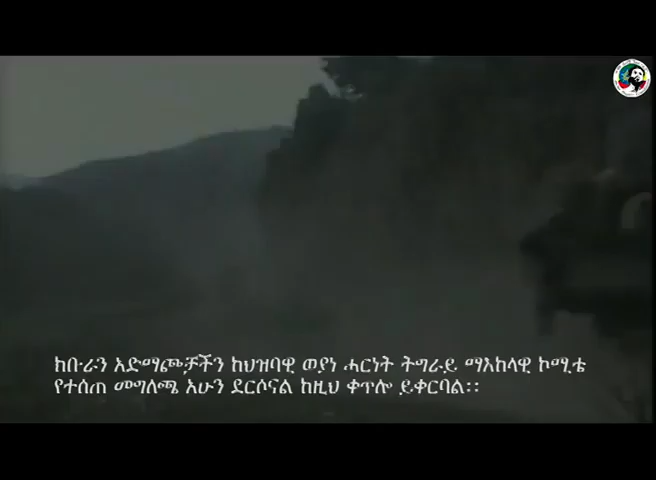 ክቡራን አድማጮቻችን ከህዝባዊ ወያነ ሓርነት ትግራይ ማእከላዊ ኮሚቴ
የተሰጠ መግለጫ አሁን ደርሶናል ከዚህ ቀጥሎ ይቀርባል።